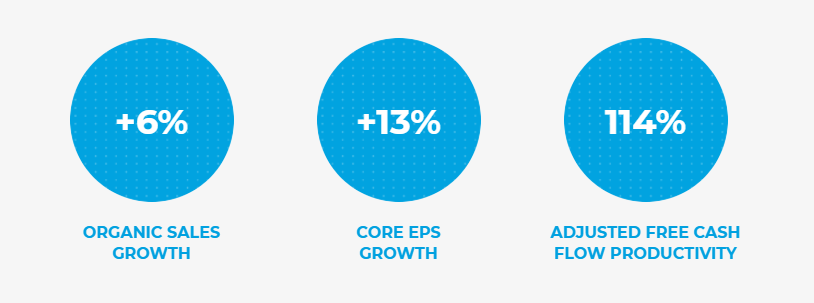 +6%
+13%
114%
ORGANIC SALES
GROWTH
CORE EPS
GROWTH
ADJUSTED FREE CASH
FLOW PRODUCTIVITY